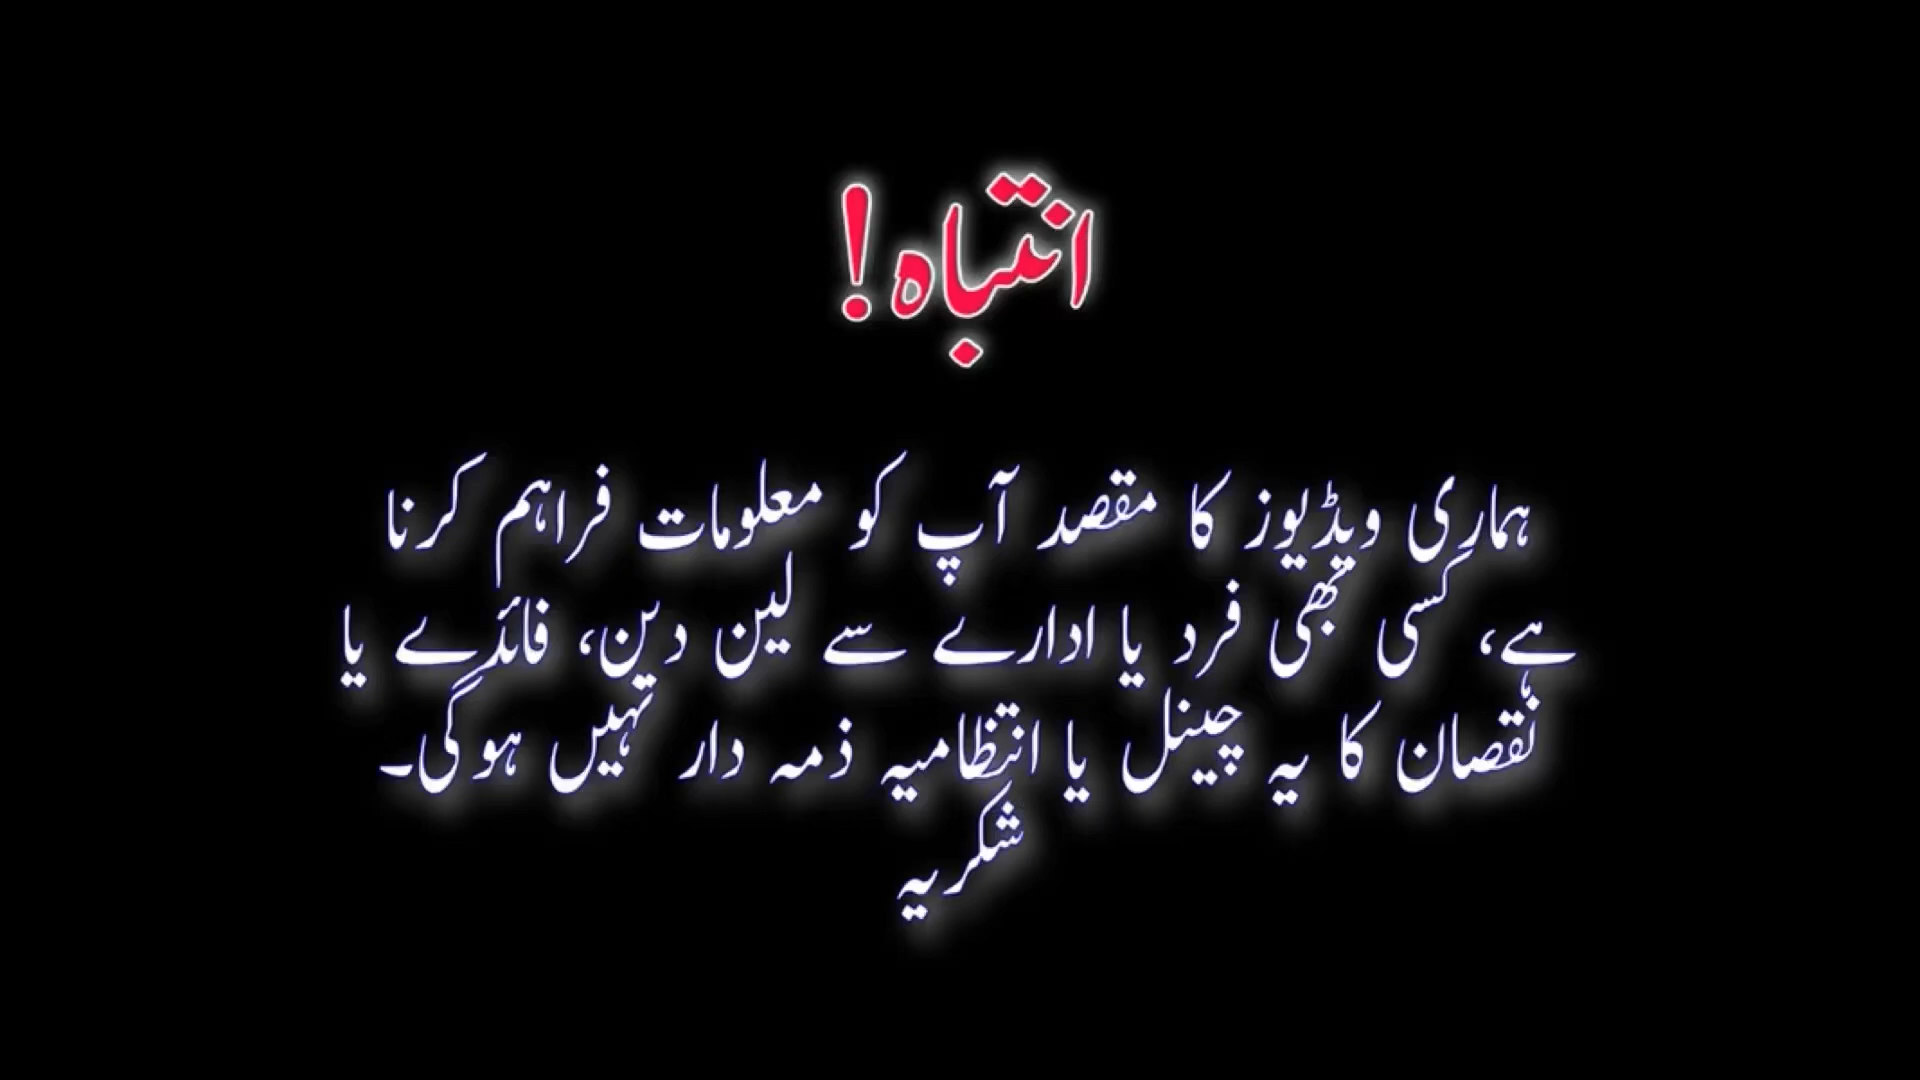 انتباہ!
ہماری ویڈیوز کا مقصد آپ کو معلومات فراہم کرنا
ہے، کسی بھی فرد یا ادارے سے لین دین، فائدے یا
نقصان کا یہ چینل یا انتظامیہ ذمہ دار نہیں ہوگی۔
شکریہ